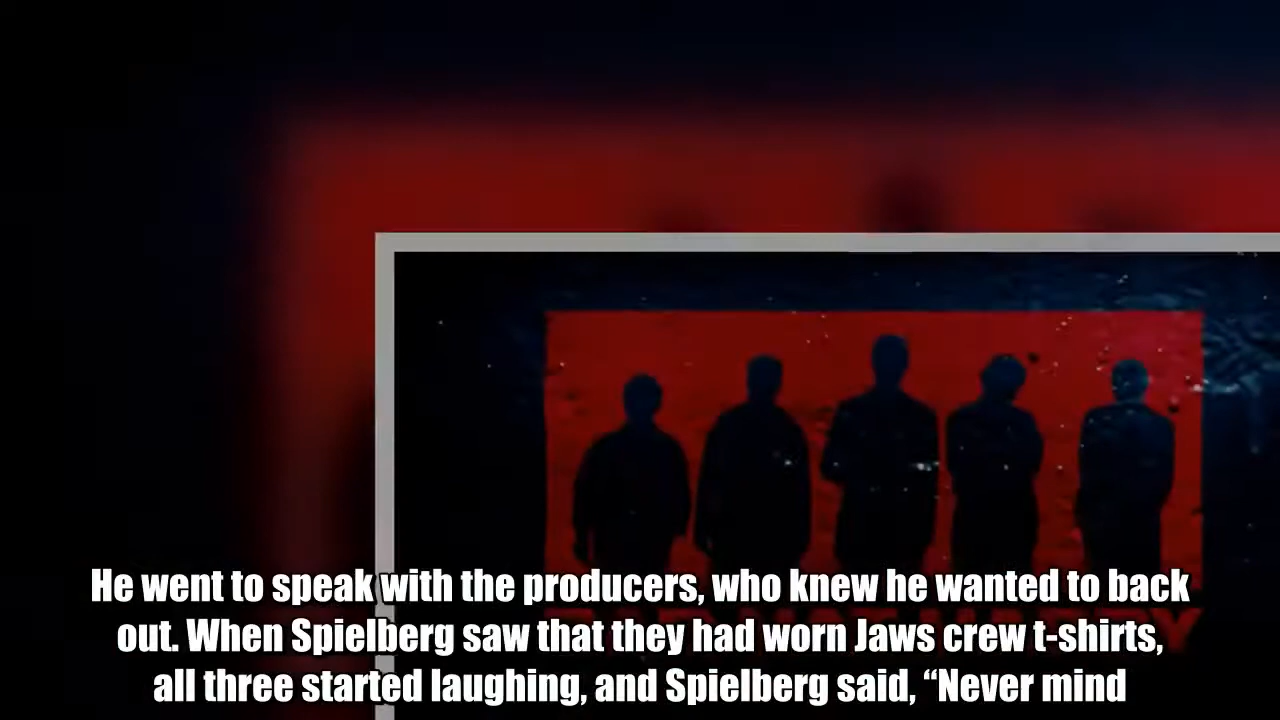 He went to speak with the producers, who knew he wanted to back
out. When Spielberg saw that they had worn Jaws crew t-shirts,
all three started laughing, and Spielberg said, “Never mind